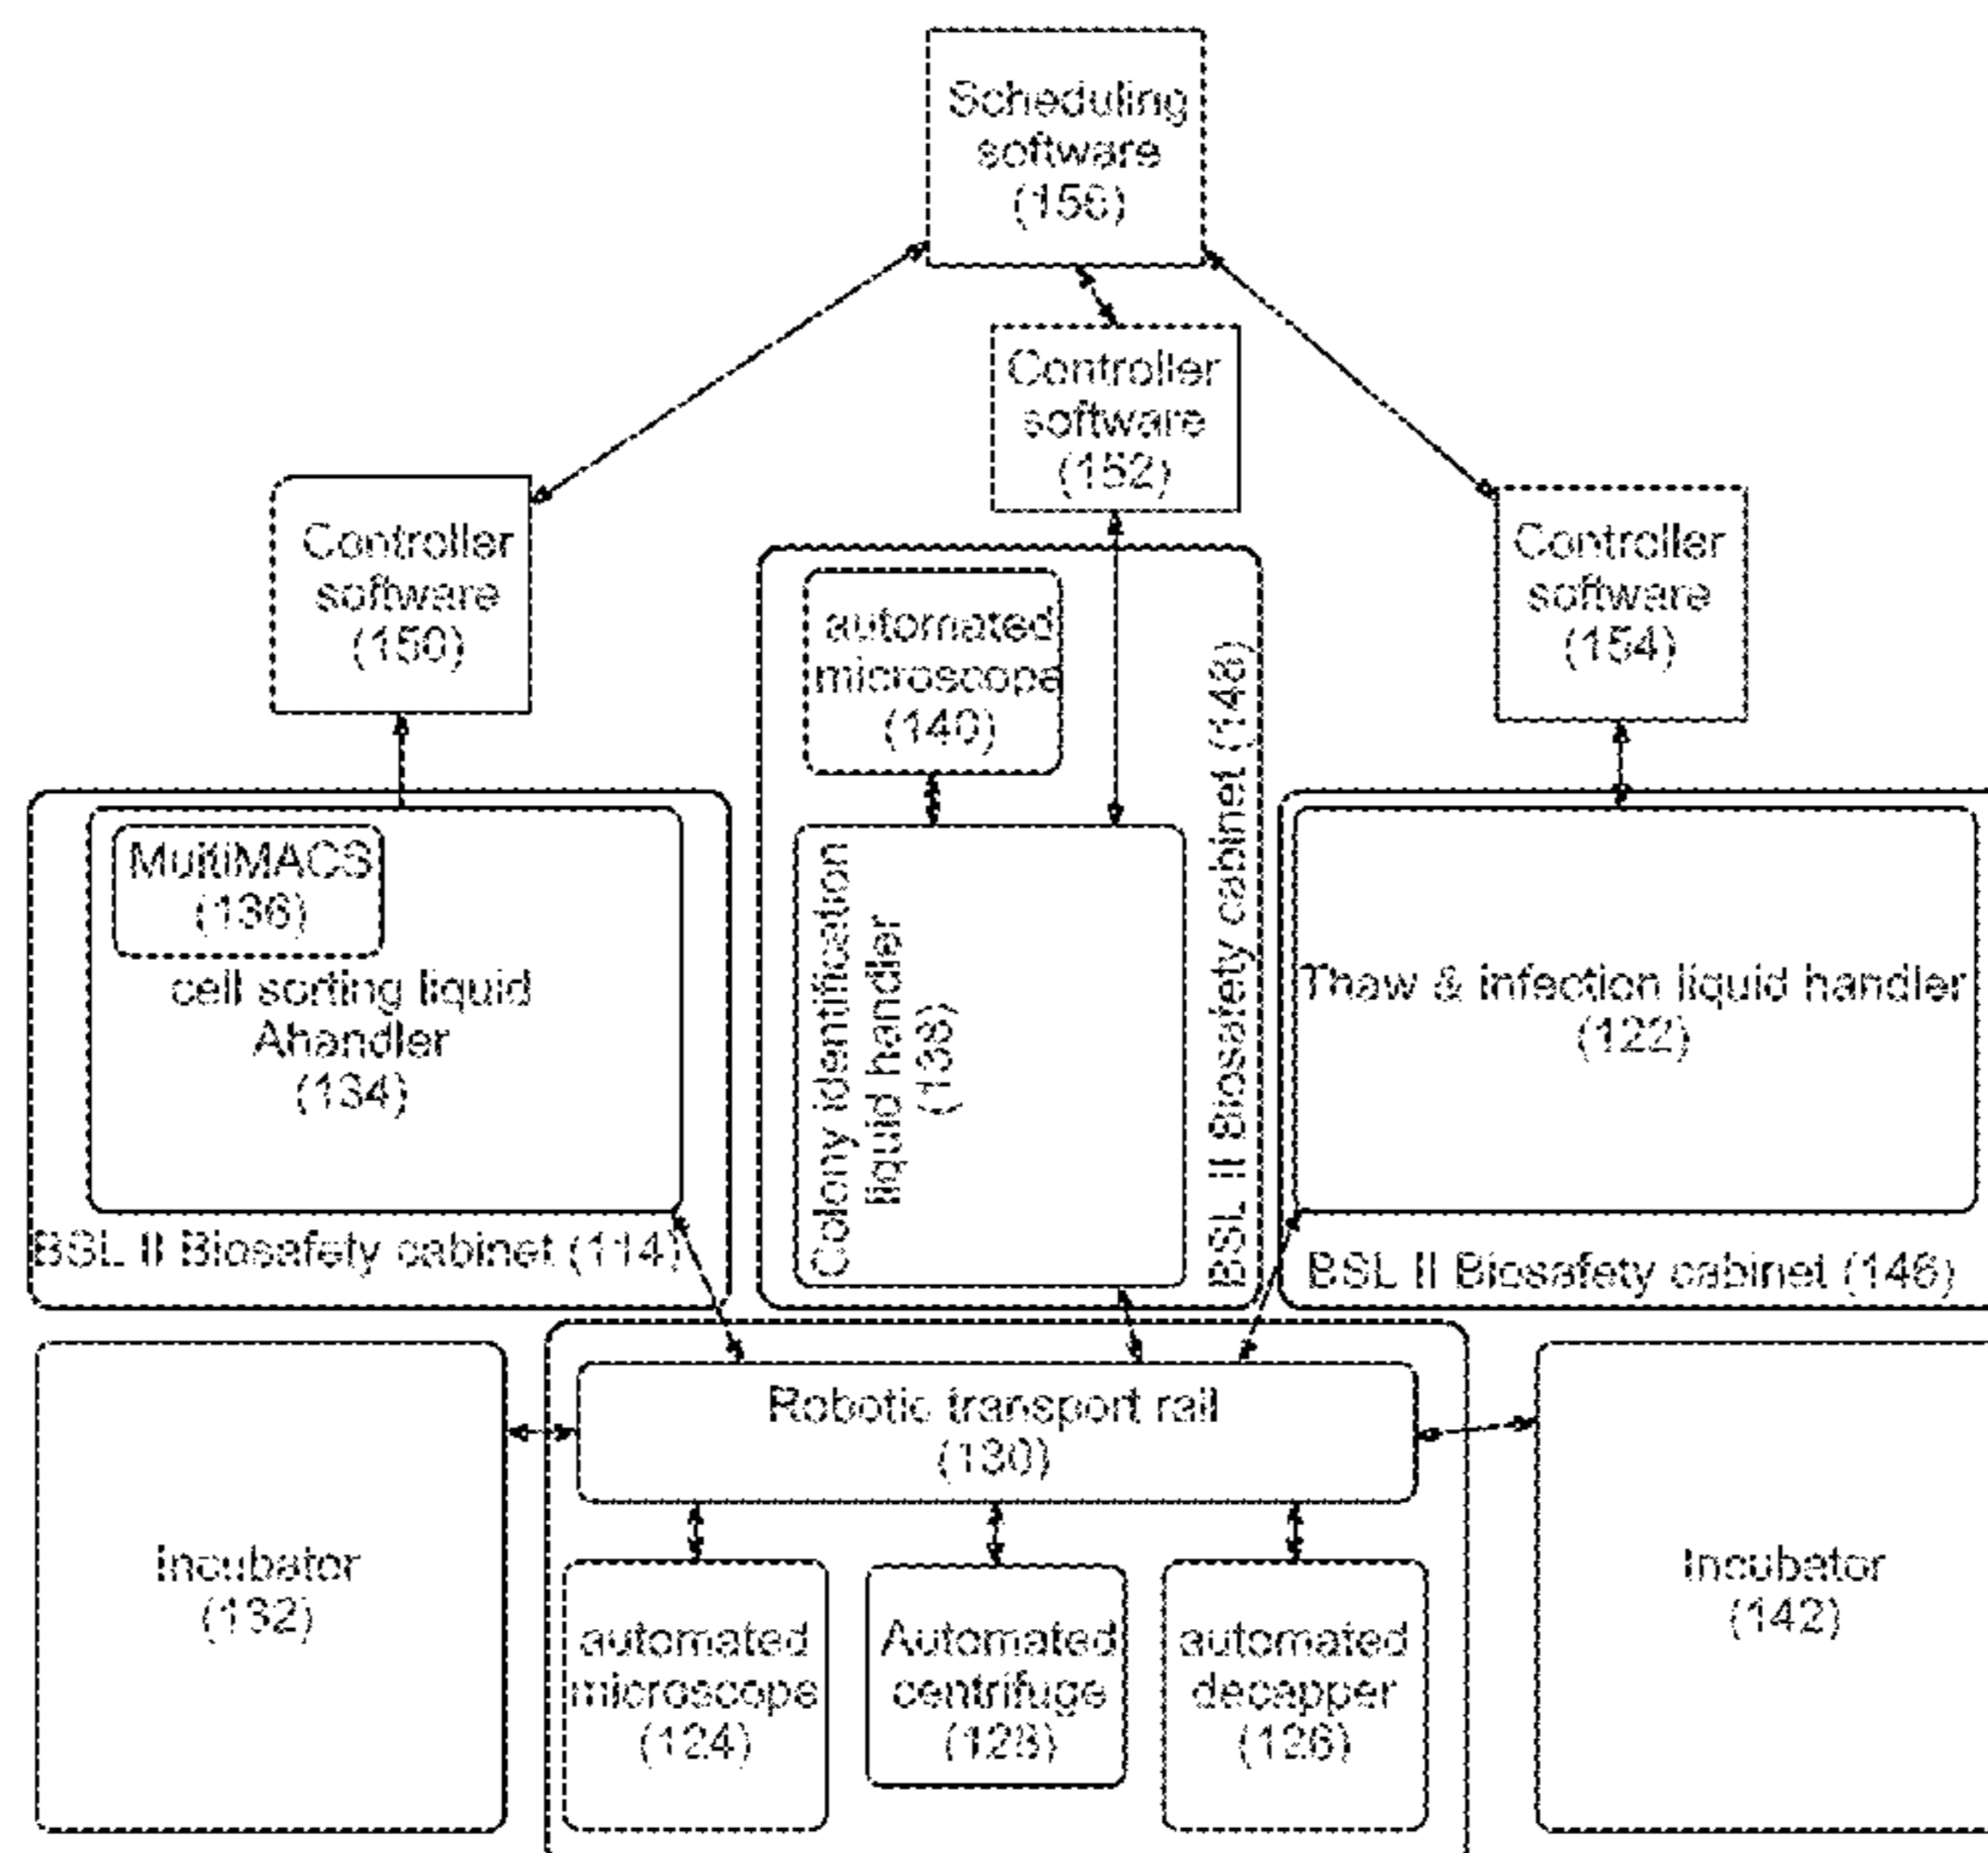 Scheduling
software
(156)
Controller
software
(152)
Controller
software
(150)
Controller
software
(154)
automated
microscope
(140)
BSL II Biosafety cabinet (148)
MultiMACS
(136)
cell sorting liquid
Ahandler
(134)
Colony identification
liquid handler
(138)
Thaw & infection liquid handler
(122)
BSL II Biosafety cabinet (114)
BSL II Biosafety cabinet (146)
Robotic transport rail
(130)
Incubator
(132)
Incubator
(142)
automated
microscope
(124)
Automated
centrifuge
(128)
automated
decapper
(126)